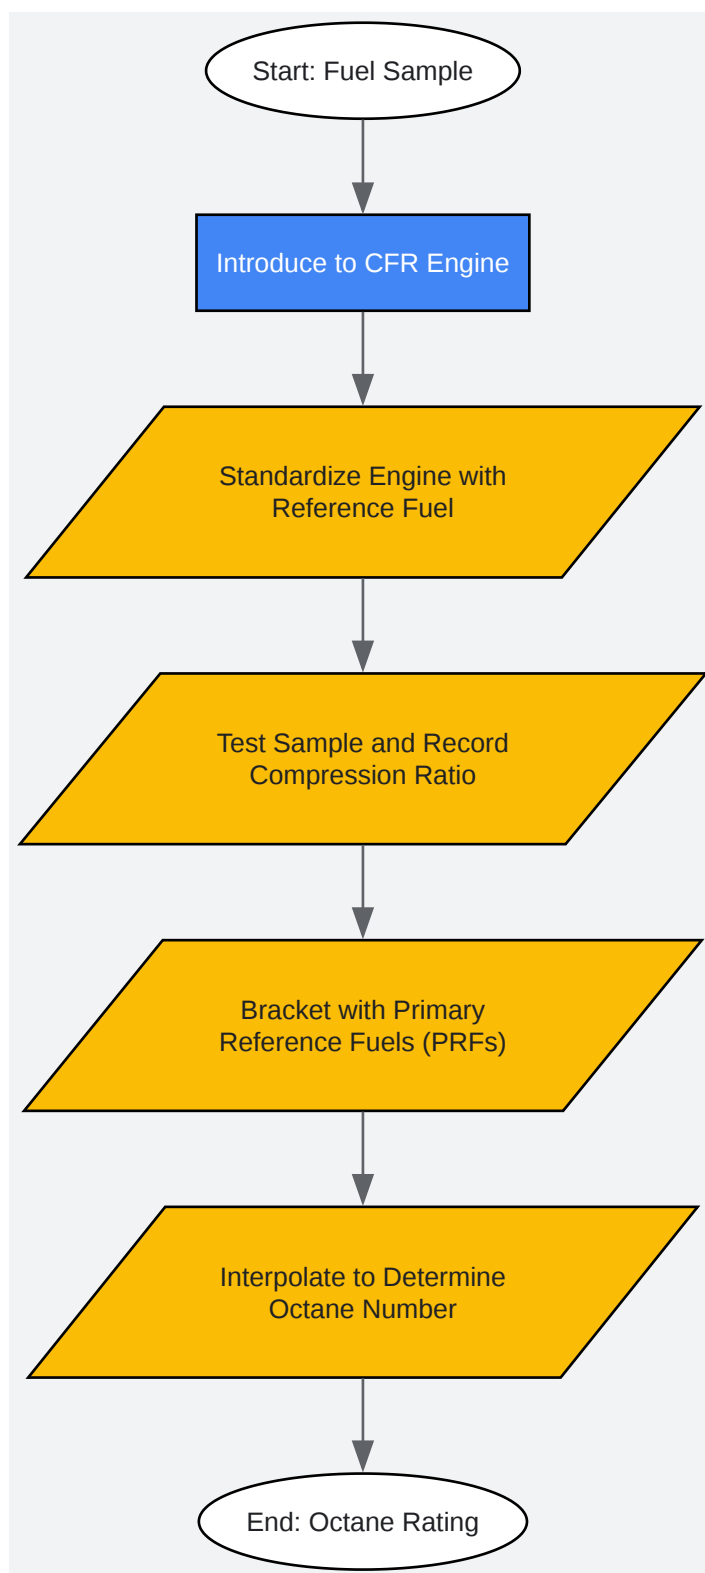 Start: Fuel Sample
Introduce to CFR Engine
Standardize Engine with
Reference Fuel
Test Sample and Record
Compression Ratio
Bracket with Primary
Reference Fuels (PRFs)
Interpolate to Determine
Octane Number
End: Octane Rating